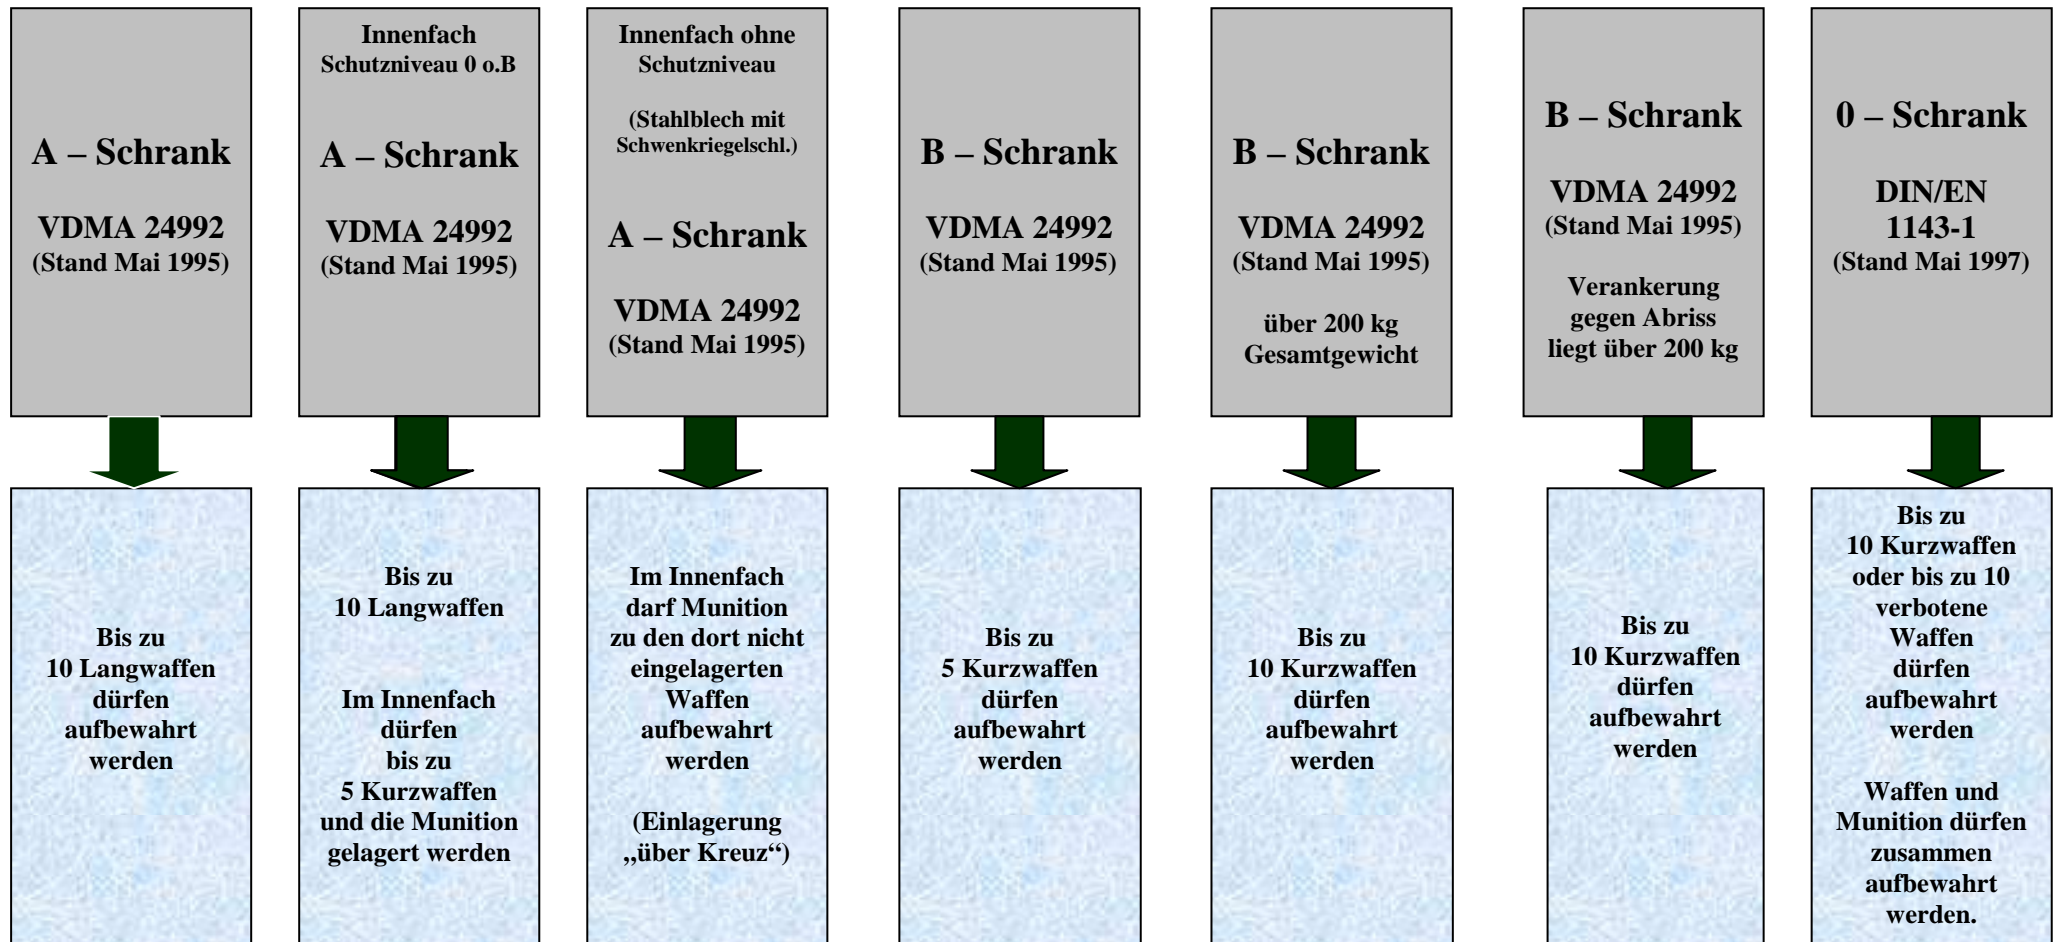 A – Schrank
VDMA 24992
(Stand Mai 1995)
Innenfach
Schutzniveau 0 o.B
A – Schrank
VDMA 24992
(Stand Mai 1995)
Innenfach ohne
Schutzniveau
(Stahlblech mit
Schwenkriegelschl.)
A – Schrank
VDMA 24992
(Stand Mai 1995)
B – Schrank
VDMA 24992
(Stand Mai 1995)
B – Schrank
VDMA 24992
(Stand Mai 1995)
über 200 kg
Gesamtgewicht
B – Schrank
VDMA 24992
(Stand Mai 1995)
Verankerung
gegen Abriss
liegt über 200 kg
0 – Schrank
DIN/EN
1143-1
(Stand Mai 1997)
Bis zu
10 Langwaffen
dürfen
aufbewahrt
werden
Bis zu
10 Langwaffen
Im Innenfach
dürfen
bis zu
5 Kurzwaffen
und die Munition
gelagert werden
Im Innenfach
darf Munition
zu den dort nicht
eingelagerten
Waffen
aufbewahrt
werden
(Einlagerung
„über Kreuz“)
Bis zu
5 Kurzwaffen
dürfen
aufbewahrt
werden
Bis zu
10 Kurzwaffen
dürfen
aufbewahrt
werden
Bis zu
10 Kurzwaffen
dürfen
aufbewahrt
werden
Bis zu
10 Kurzwaffen
oder bis zu 10
verbotene
Waffen
dürfen
aufbewahrt
werden
Waffen und
Munition dürfen
zusammen
aufbewahrt
werden.